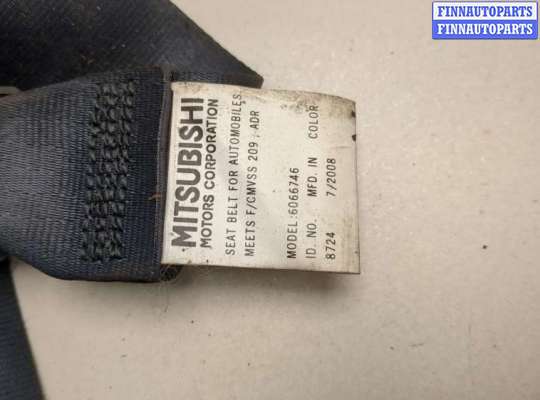 FINNAUTOPARTS
FINNAUTOPARTS
MITSUBISHI
MOTORS CORPORATION
SEAT BELT FOR AUTOMOBILES.
MEETS F/CMVSS 209 , ADR
MODEL:6066746
ID. NO. MFD. IN COLOR
8724 7/2008